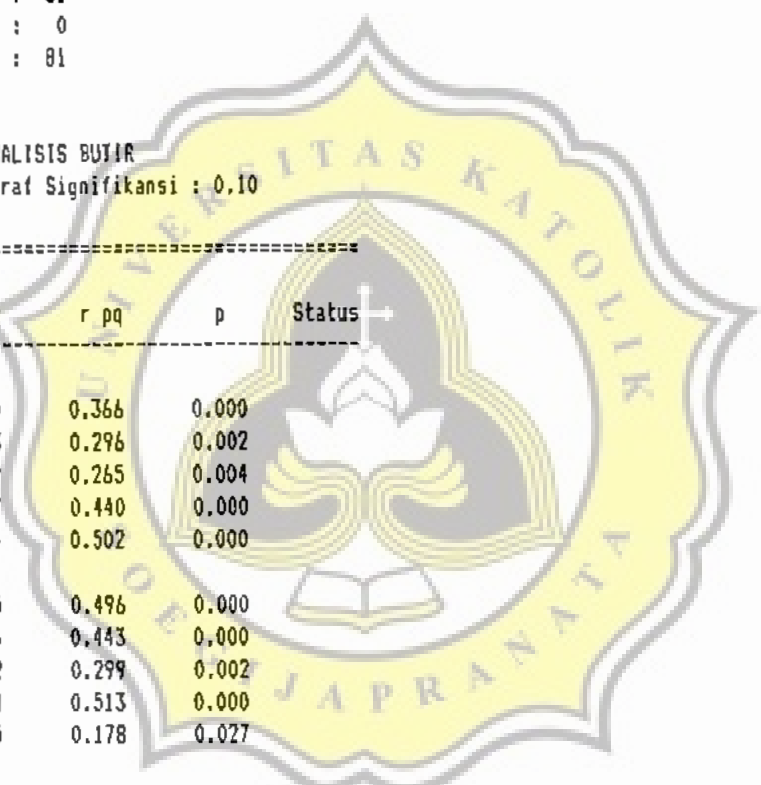 : 0
: 81
ALISIS BUTIR
raf Signifikansi : 0.10
================================
r pq p Status
--------------------------------
0.366 0.000
0.296 0.002
0.265 0.004
0.440 0.000
0.502 0.000
0.496 0.000
0.443 0.000
0.299 0.002
0.513 0.000
0.178 0.027
UNIVERSITAS KATOLIK
SOEGIJAPRANATA